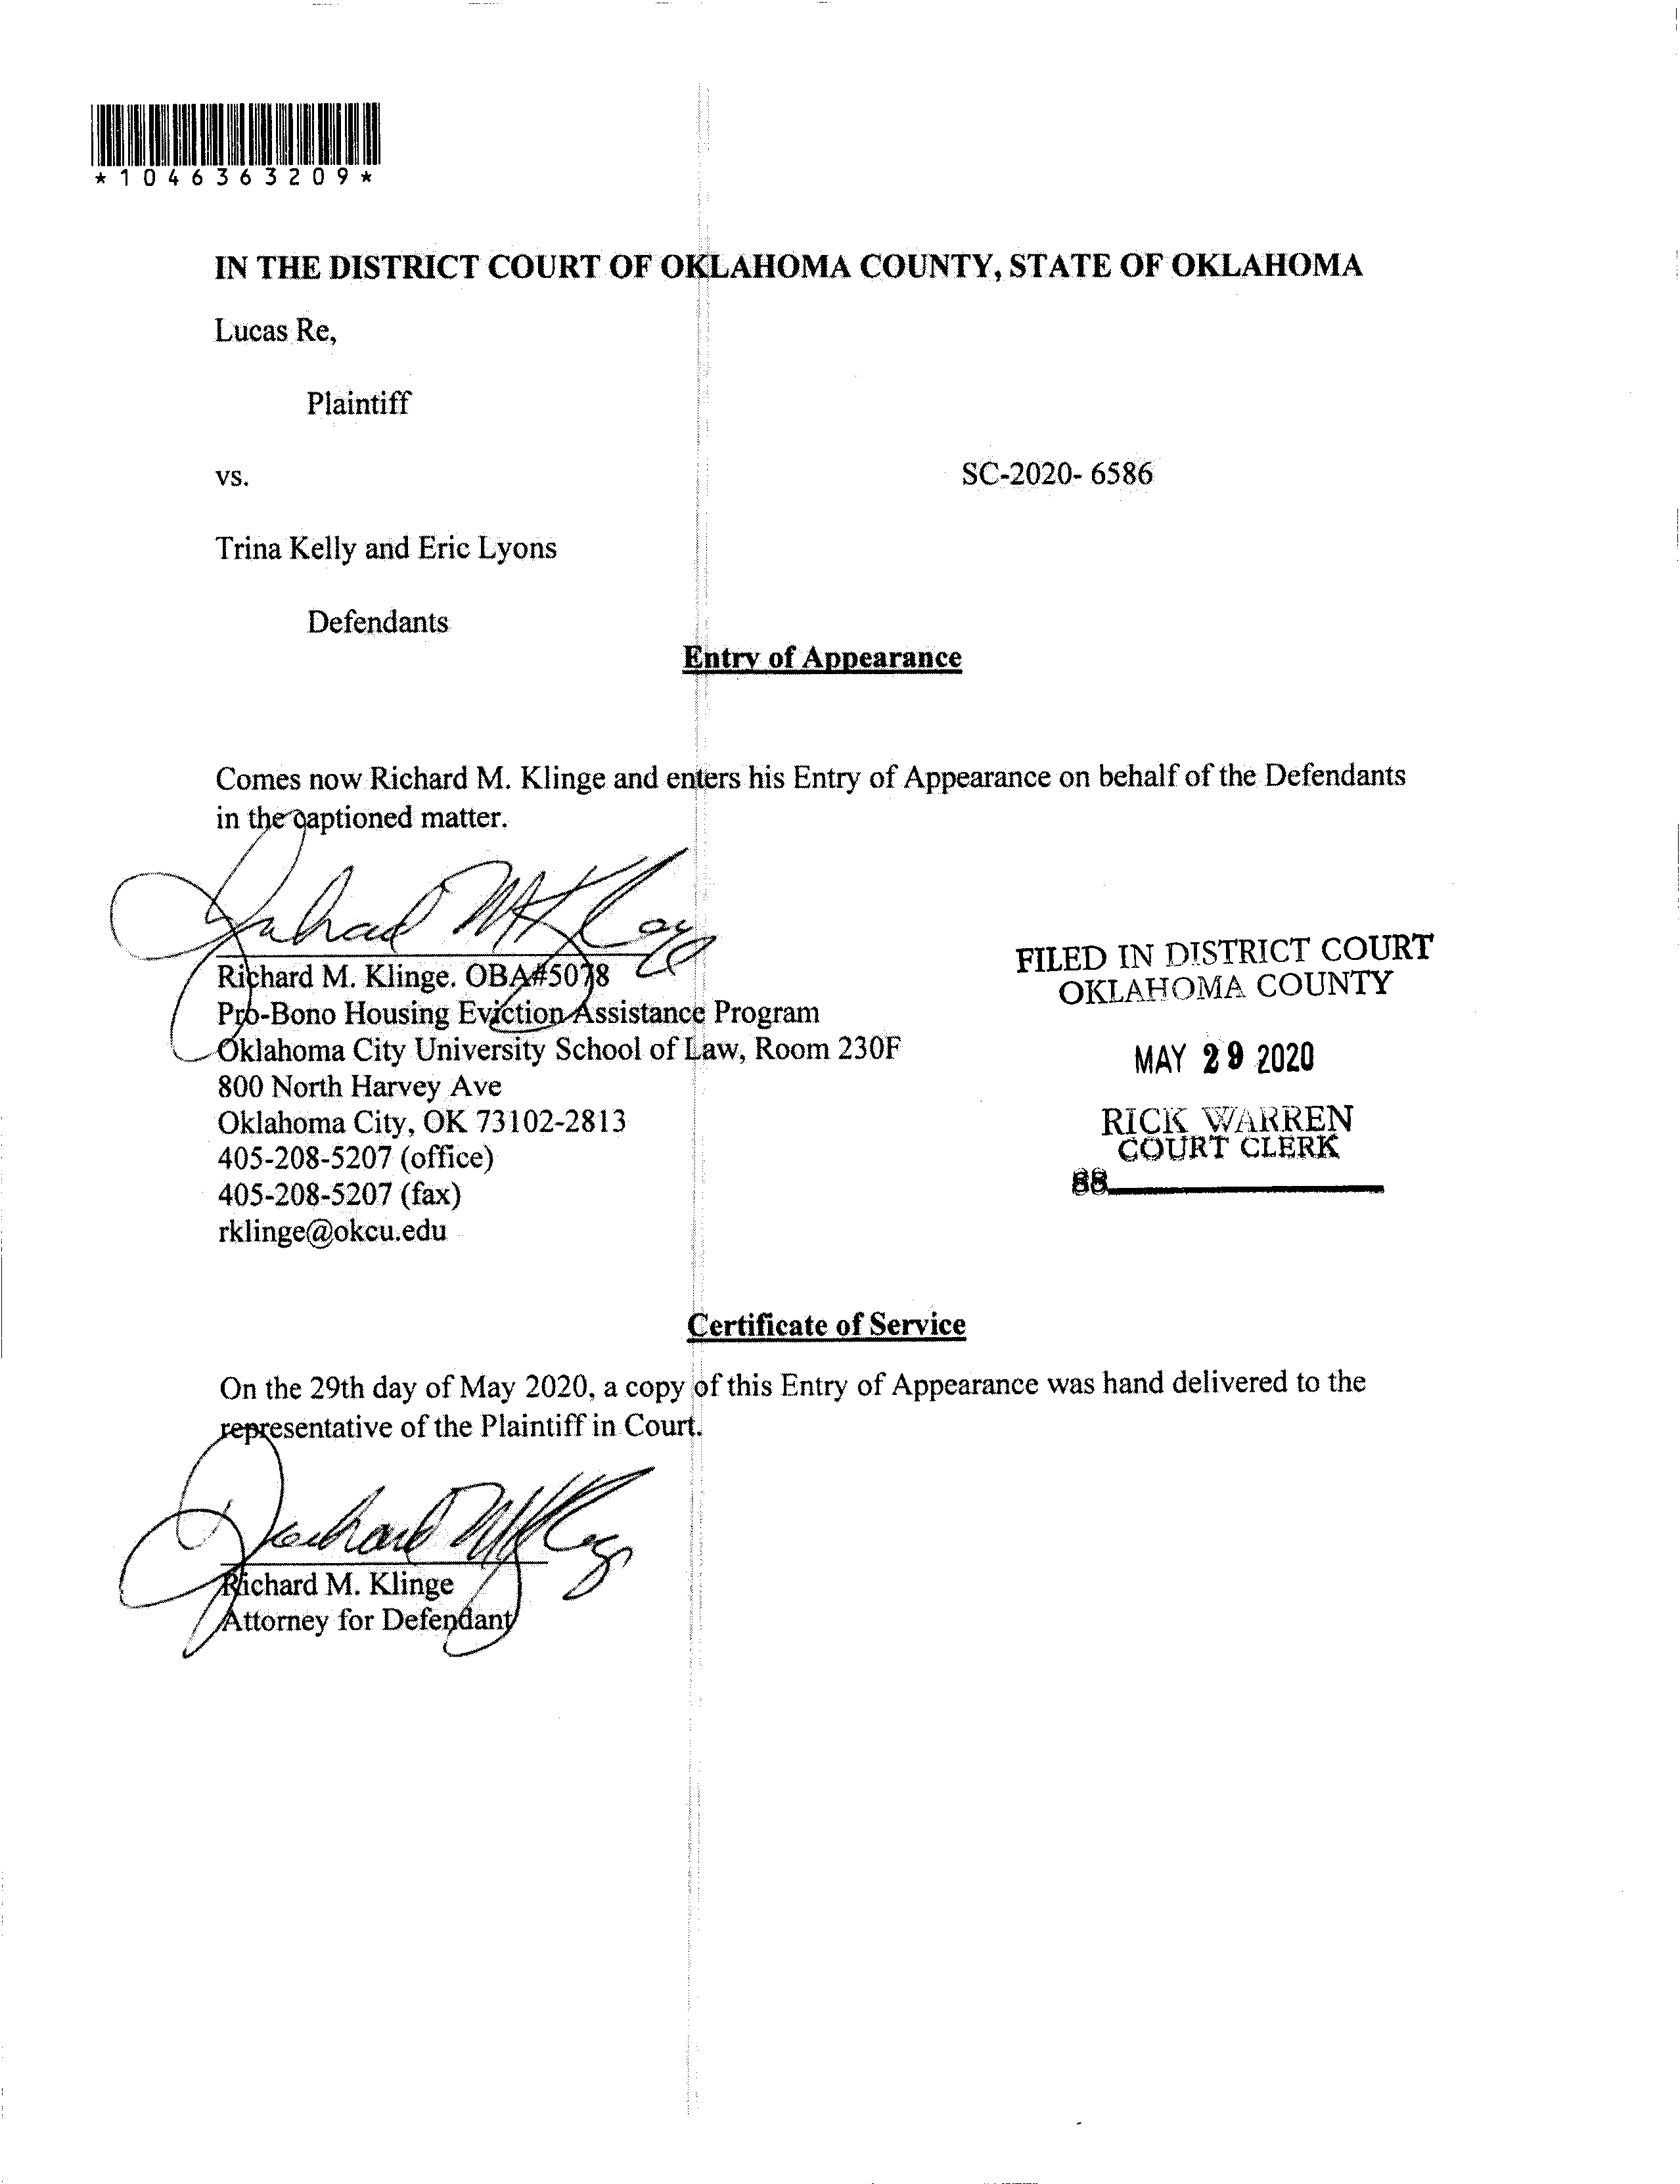 *1046363209*
IN THE DISTRICT COURT OF OKLAHOMA COUNTY, STATE OF OKLAHOMA
Lucas Re,
Plaintiff
vs.
SC-2020- 6586
Trina Kelly and Eric Lyons
Defendants
Entry of Appearance
Comes now Richard M. Klinge and enters his Entry of Appearance on behalf of the Defendants
in the captioned matter.
Richard M. Klinge. OBA#5078
Pro-Bono Housing Eviction Assistance Program
Oklahoma City University School of Law, Room 230F
800 North Harvey Ave
Oklahoma City, OK 73102-2813
405-208-5207 (office)
405-208-5207 (fax)
rklinge@okcu.edu
FILED IN DISTRICT COURT
OKLAHOMA COUNTY
MAY 29 2020
RICK WARREN
COURT CLERK
88
Certificate of Service
On the 29th day of May 2020, a copy of this Entry of Appearance was hand delivered to the
representative of the Plaintiff in Court.
Richard M. Klinge
Attorney for Defendant